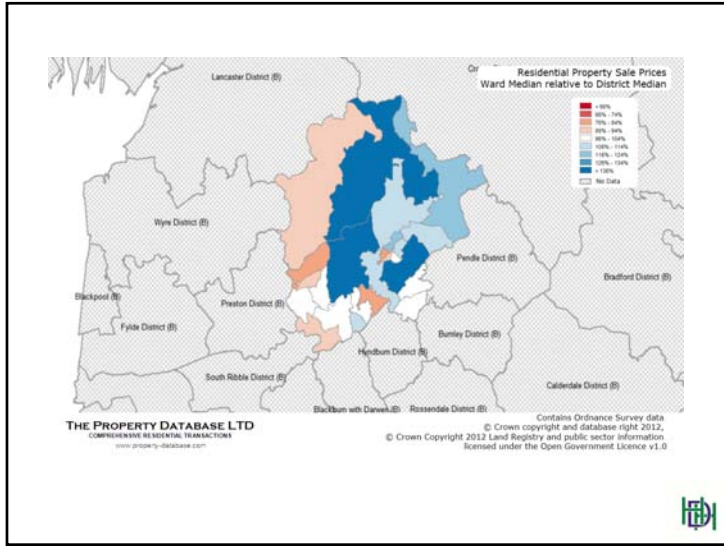 Residential Property Sale Prices
Ward Median relative to District Median
Lancaster District (B)
No Data
Wyre District (B)
Pendle District (B)
Bradford District (B)
Blackpool (B)
Preston District (B)
Fylde District (B)
Burnley District (B)
Hyndburn District (B)
South Ribble District (B)
Calderdale District (B)
Blackburn with Darwen (B)
Rossendale District (B)
THE PROPERTY DATABASE LTD
COMPREHENSIVE RESIDENTIAL TRANSACTIONS
www.property-database.com
Contains Ordnance Survey data
© Crown copyright and database right 2012,
© Crown Copyright 2012 Land Registry and public sector information
licensed under the Open Government Licence v1.0
HDH